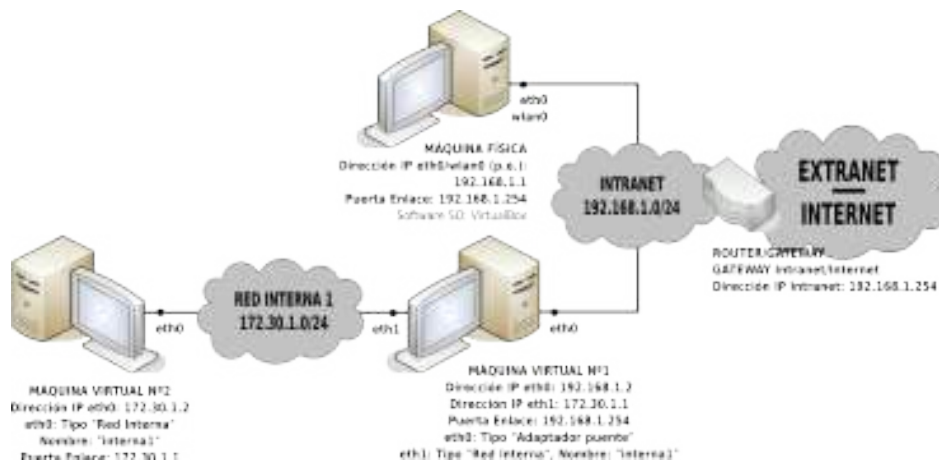 eth0
wlan0
MÁQUINA FÍSICA
Dirección IP eth0/wlan0 (p.e.):
192.168.1.1
Puerta Enlace: 192.168.1.254
Software SO: VirtualBox
INTRANET
192.168.1.0/24
EXTRANET
INTERNET
ROUTER/GATEWAY
GATEWAY Intranet/Internet
Dirección IP Intranet: 192.168.1.254
eth0
RED INTERNA 1
172.30.1.0/24
eth1
eth0
MÁQUINA VIRTUAL Nº2
Dirección IP eth0: 172.30.1.2
eth0: Tipo "Red Interna"
Nombre: "interna1"
Puerta Enlace: 172.30.1.1
MÁQUINA VIRTUAL Nº1
Dirección IP eth0: 192.168.1.2
Dirección IP eth1: 172.30.1.1
Puerta Enlace: 192.168.1.254
eth0: Tipo "Adaptador puente"
eth1: Tipo "Red Interna", Nombre: "interna1"